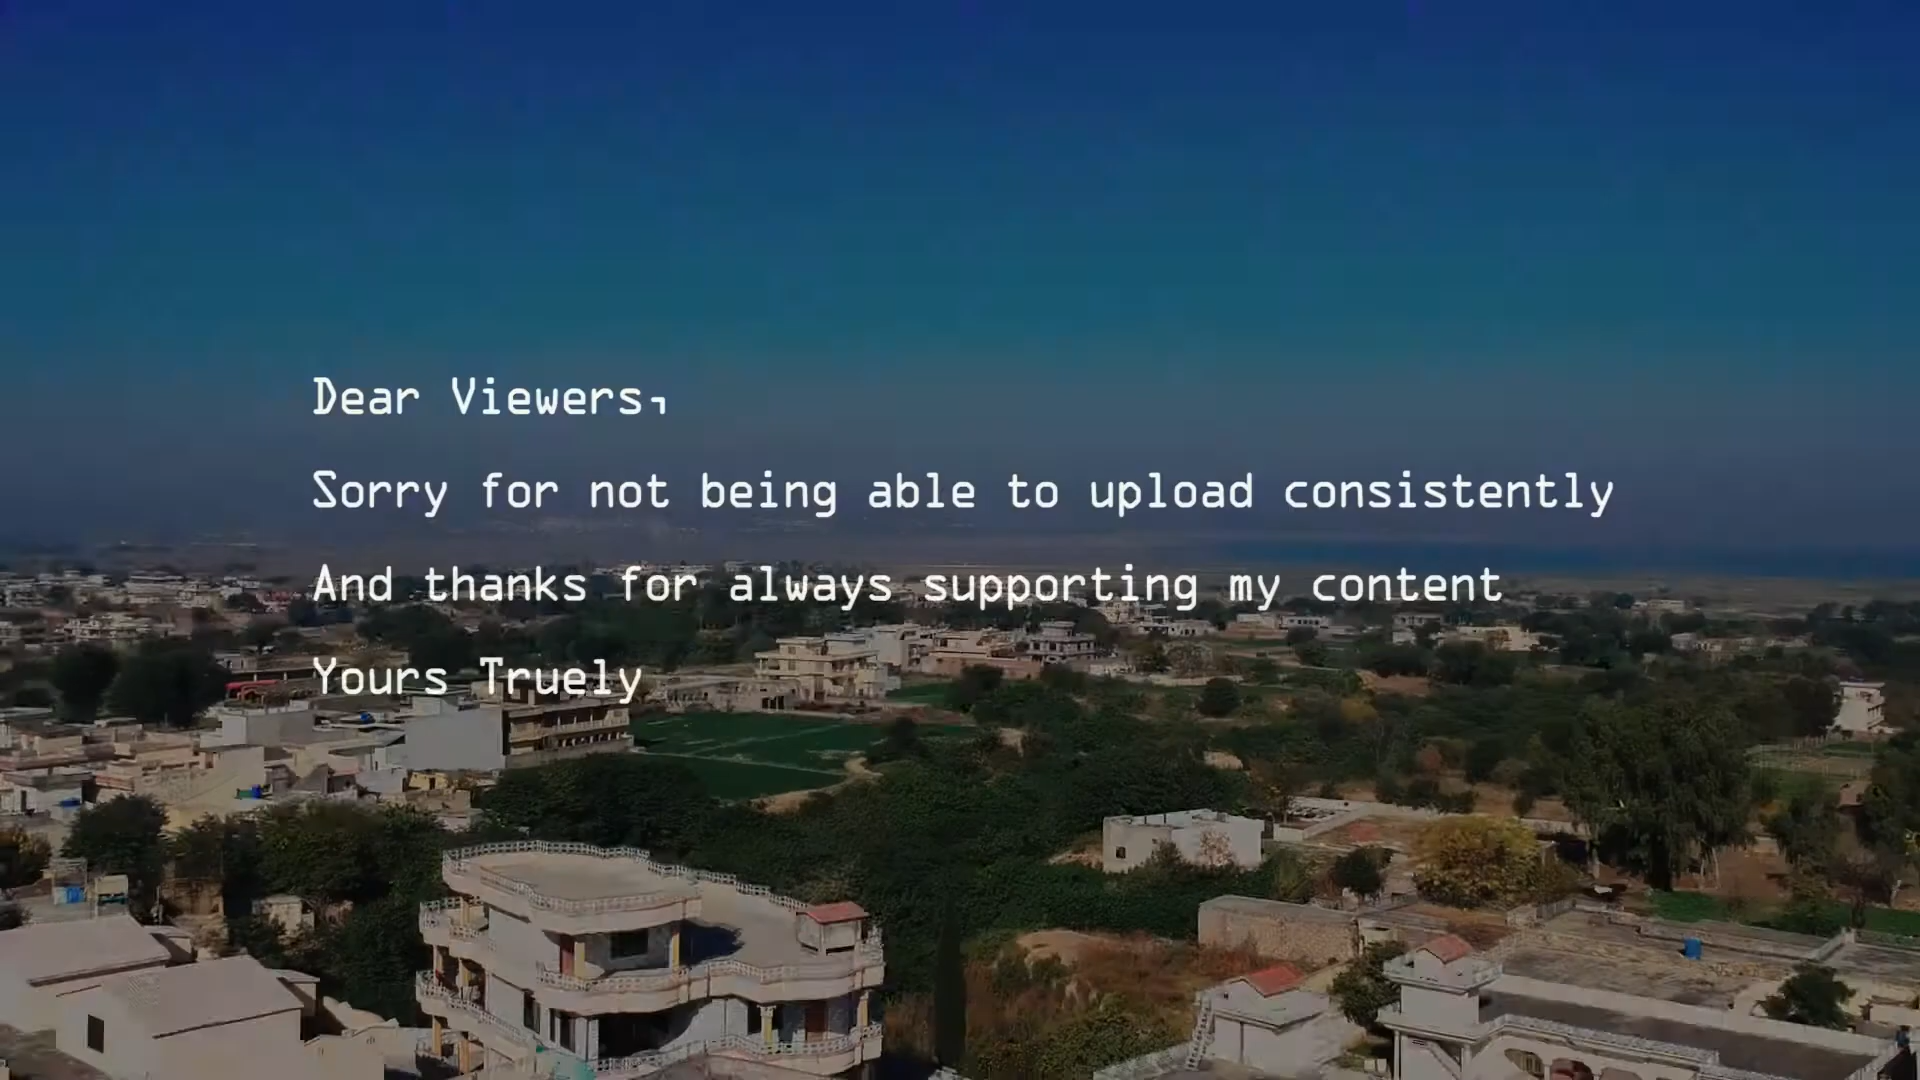 Dear Viewers,
Sorry for not being able to upload consistently
And thanks for always supporting my content
Yours Truely